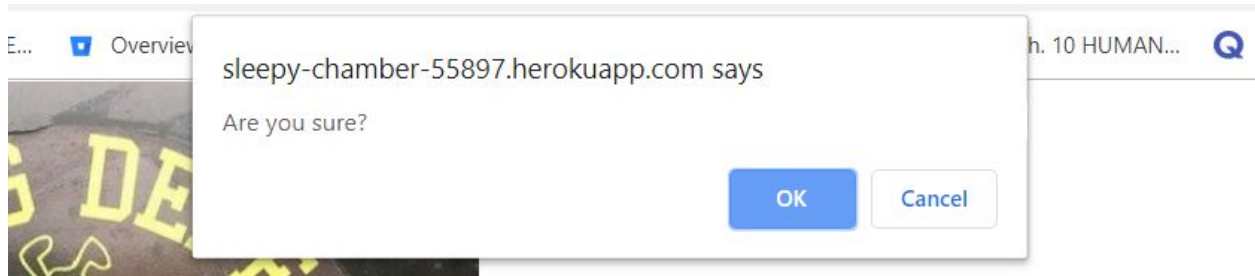 E... Overview h. 10 HUMAN...
sleepy-chamber-55897.herokuapp.com says
Are you sure?
OK Cancel